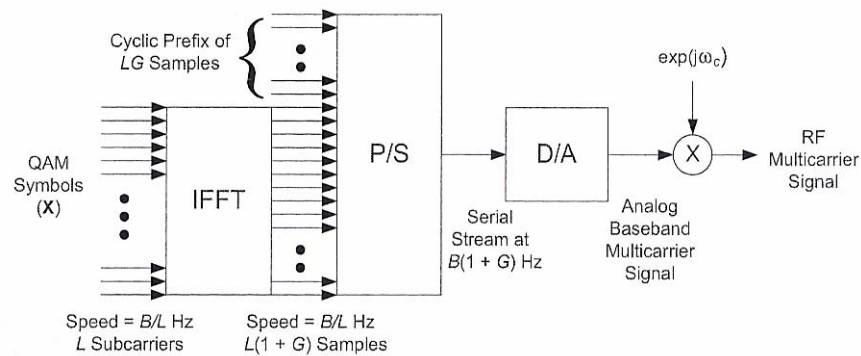 Cyclic Prefix of
LG Samples
exp(jωc)
QAM
Symbols
(X)
IFFT
P/S
D/A
X
RF
Multicarrier
Signal
Serial
Stream at
B(1 + G) Hz
Analog
Baseband
Multicarrier
Signal
Speed = B/L Hz
L Subcarriers
Speed = B/L Hz
L(1 + G) Samples